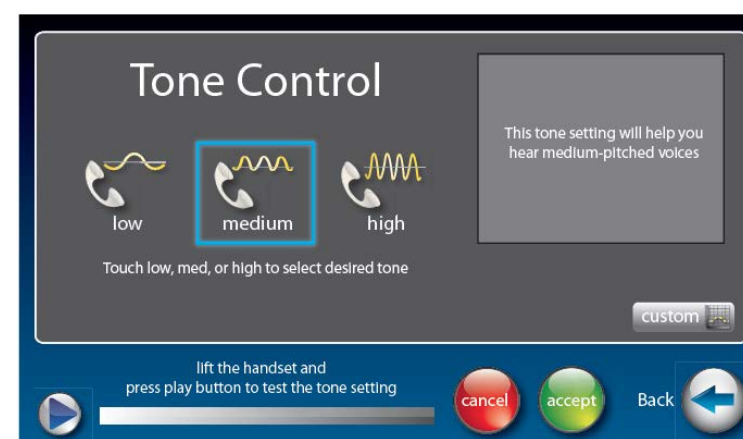 Tone Control
low
medium
high
Touch low, med, or high to select desired tone
This tone setting will help you
hear medium-pitched voices
custom
lift the handset and
press play button to test the tone setting
cancel
accept
Back